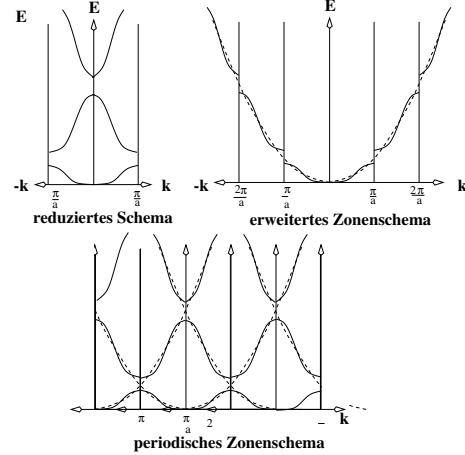 E
E
E
-k
π/a
π/a
k
reduziertes Schema
-k
2π/a
π/a
π/a
2π/a
k
erweitertes Zonenschema
π
π/a
2
k
periodisches Zonenschema